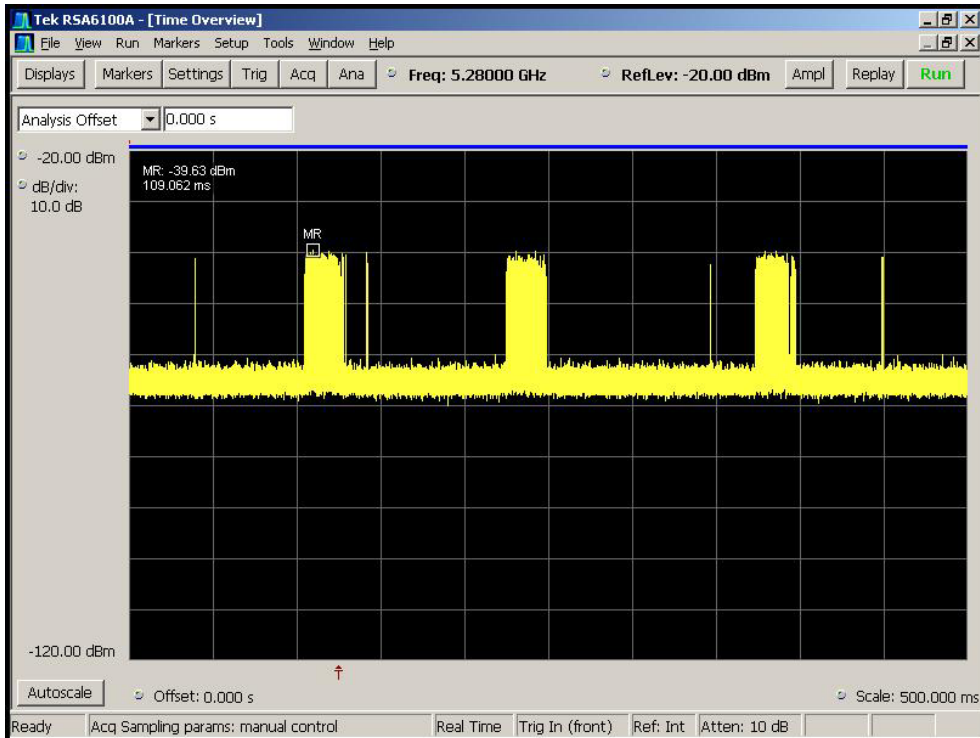 Tek RSA6100A - [Time Overview]
File View Run Markers Setup Tools Window Help
Displays Markers Settings Trig Acq Ana Freq: 5.28000 GHz RefLev: -20.00 dBm Ampl Replay Run
Analysis Offset 0.000 s
-20.00 dBm
dB/div:
10.0 dB
MR: -39.63 dBm
109.062 ms
MR
-120.00 dBm
Autoscale Offset: 0.000 s Scale: 500.000 ms
Ready Acq Sampling params: manual control Real Time Trig In (front) Ref: Int Atten: 10 dB